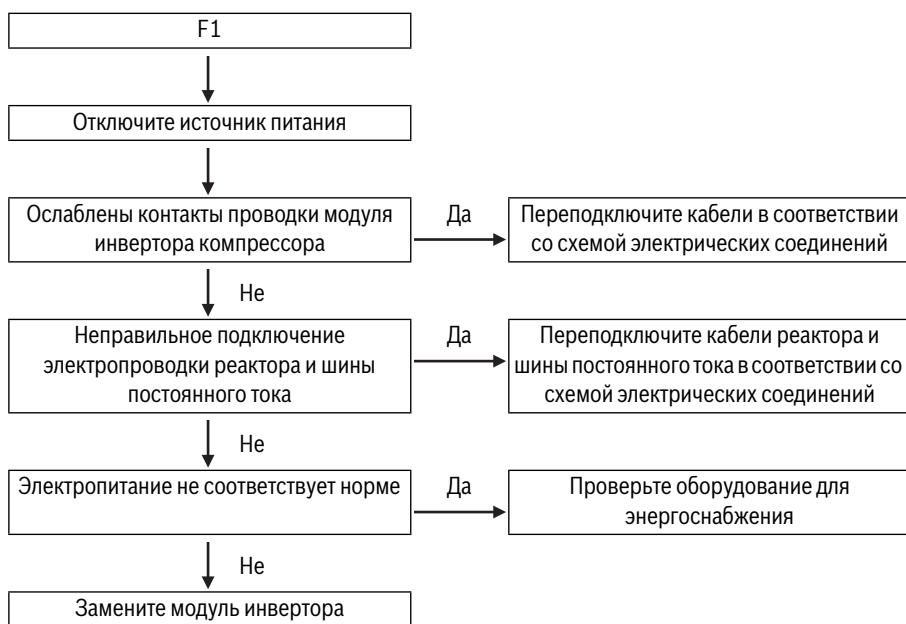 F1
Отключите источник питания
Ослаблены контакты проводки модуля
инвертора компрессора
Да
Переподключите кабели в соответствии
со схемой электрических соединений
Не
Неправильное подключение
электропроводки реактора и шины
постоянного тока
Да
Переподключите кабели реактора и
шины постоянного тока в соответствии со
схемой электрических соединений
Не
Электропитание не соответствует норме
Да
Проверьте оборудование для
энергоснабжения
Не
Замените модуль инвертора